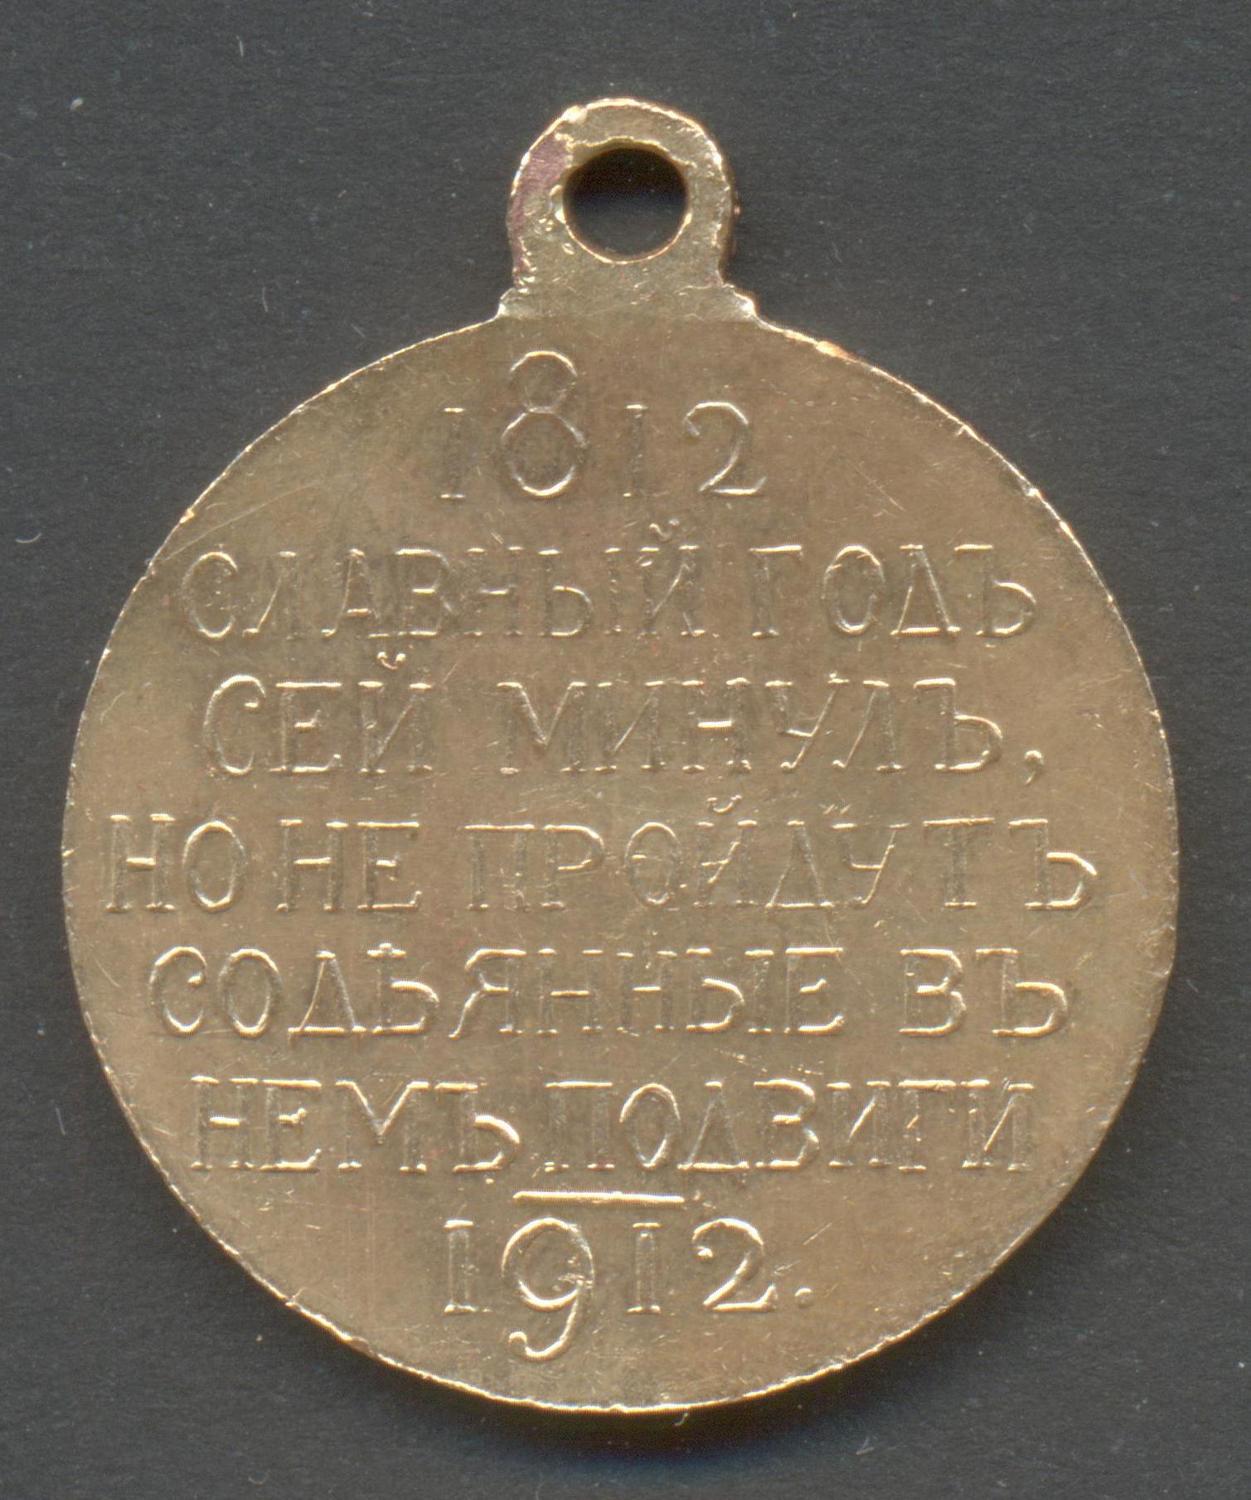 1812
СЛАВНЫЙ ГОДЪ
СЕЙ МИНУЛЪ,
НО НЕ ПРОЙДУТЪ
СОДѢЯННЫЕ ВЪ
НЕМЪ ПОДВИГИ
1912.